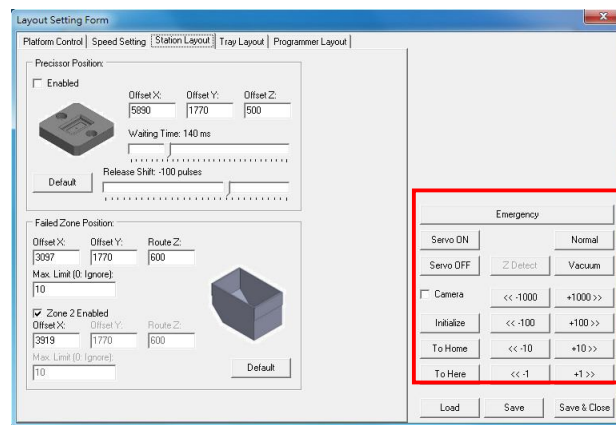 Layout Setting Form
Platform Control Speed Setting Station Layout Tray Layout Programmer Layout
Precissor Position:
Enabled
Offset X: Offset Y: Offset Z:
5890 1770 500
Waiting Time: 140 ms
Release Shift: -100 pulses
Default
Failed Zone Position:
Offset X: Offset Y: Route Z:
3097 1770 600
Max. Limit (0: Ignore):
10
Zone 2 Enabled
Offset X: Offset Y: Route Z:
3919 1770 600
Max. Limit (0: Ignore):
10
Default
Emergency
Servo ON Normal
Servo OFF Z Detect Vacuum
Camera << -1000 +1000 >>
Initialize << -100 +100 >>
To Home << -10 +10 >>
To Here << -1 +1 >>
Load Save Save & Close